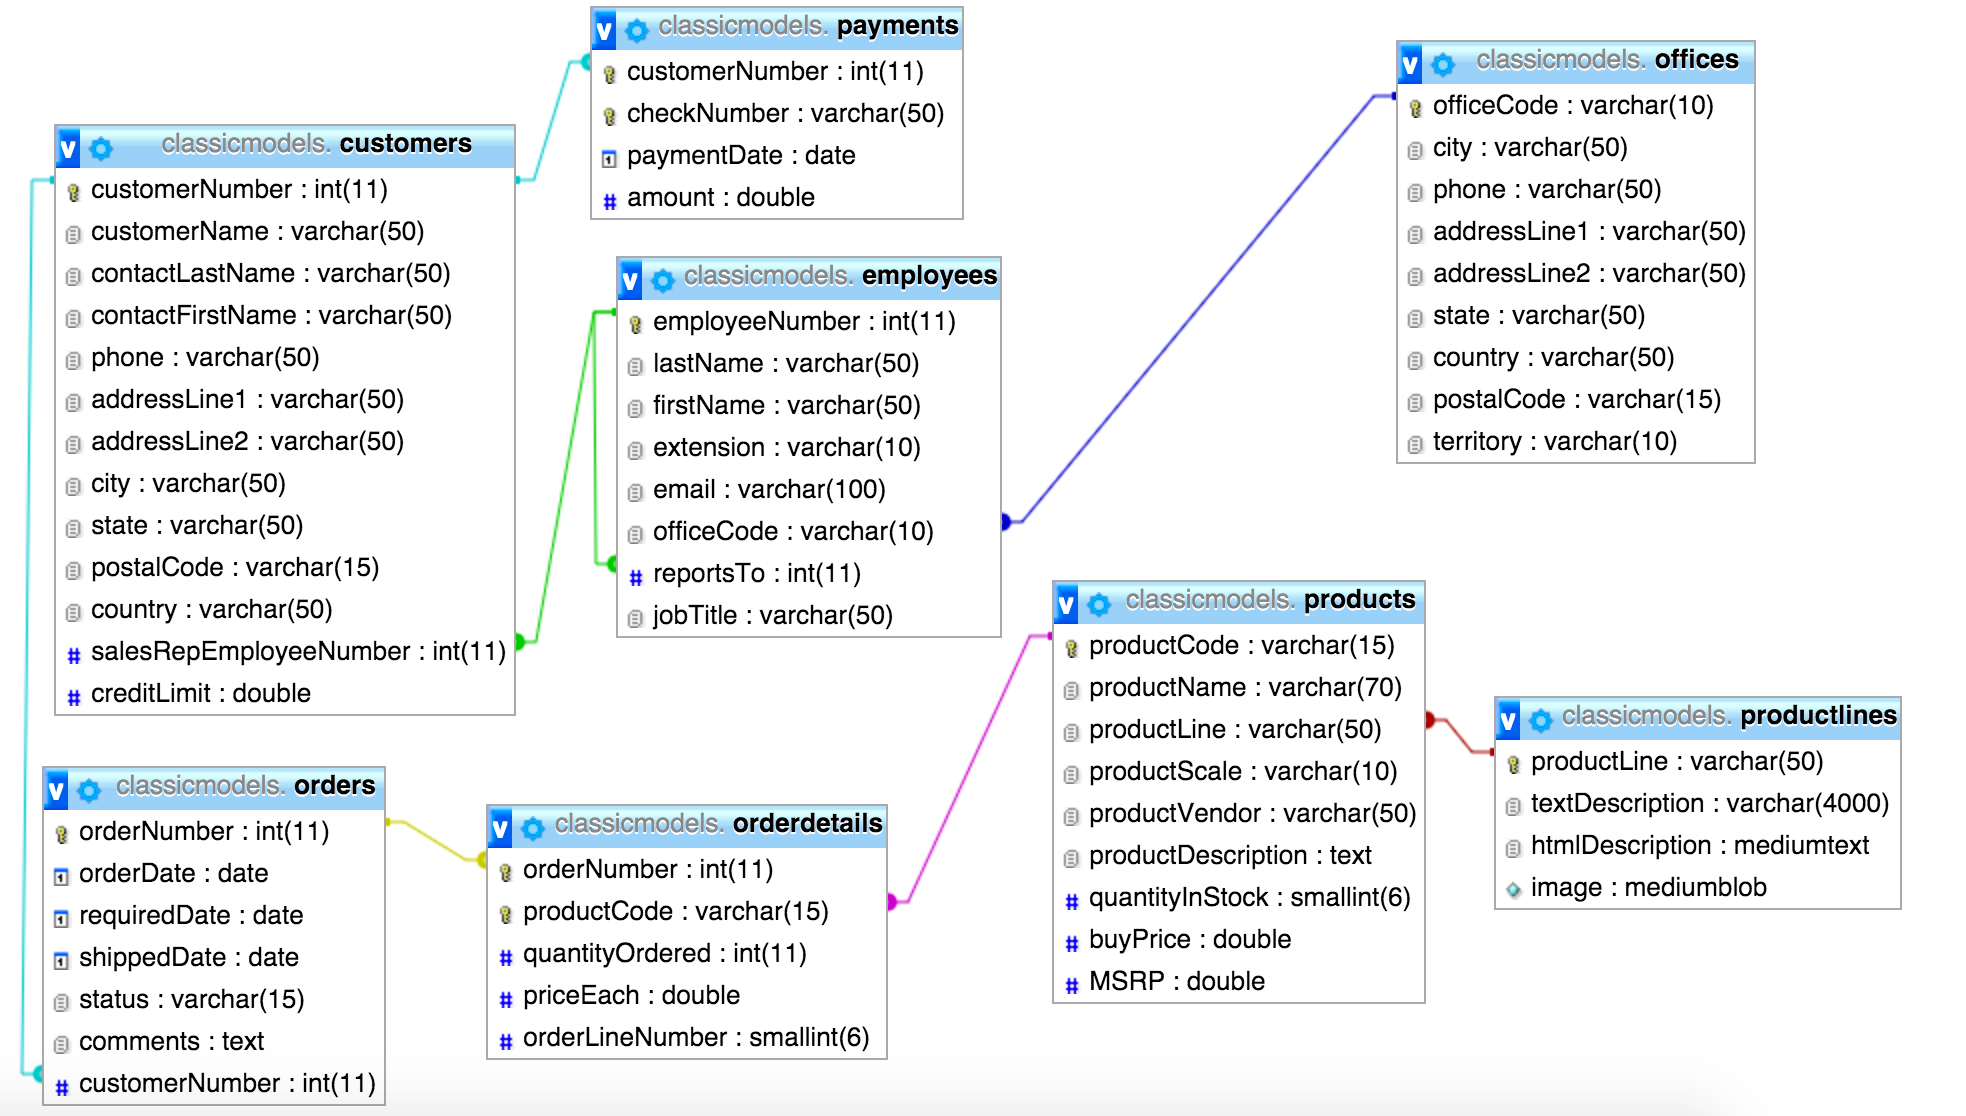 classicmodels. payments
customerNumber : int(11)
checkNumber : varchar(50)
paymentDate : date
amount : double
classicmodels. offices
officeCode : varchar(10)
city : varchar(50)
phone : varchar(50)
addressLine1 : varchar(50)
addressLine2 : varchar(50)
state : varchar(50)
country : varchar(50)
postalCode : varchar(15)
territory : varchar(10)
classicmodels. customers
customerNumber : int(11)
customerName : varchar(50)
contactLastName : varchar(50)
contactFirstName : varchar(50)
phone : varchar(50)
addressLine1 : varchar(50)
addressLine2 : varchar(50)
city : varchar(50)
state : varchar(50)
postalCode : varchar(15)
country : varchar(50)
# salesRepEmployeeNumber : int(11)
# creditLimit : double
classicmodels. employees
employeeNumber : int(11)
lastName : varchar(50)
firstName : varchar(50)
extension : varchar(10)
email : varchar(100)
officeCode : varchar(10)
# reportsTo : int(11)
jobTitle : varchar(50)
classicmodels. products
productCode : varchar(15)
productName : varchar(70)
productLine : varchar(50)
productScale : varchar(10)
productVendor : varchar(50)
productDescription : text
# quantityInStock : smallint(6)
# buyPrice : double
# MSRP : double
classicmodels. productlines
productLine : varchar(50)
textDescription : varchar(4000)
htmlDescription : mediumtext
image : mediumblob
classicmodels. orders
orderNumber : int(11)
orderDate : date
requiredDate : date
shippedDate : date
status : varchar(15)
comments : text
# customerNumber : int(11)
classicmodels. orderdetails
orderNumber : int(11)
productCode : varchar(15)
# quantityOrdered : int(11)
# priceEach : double
# orderLineNumber : smallint(6)